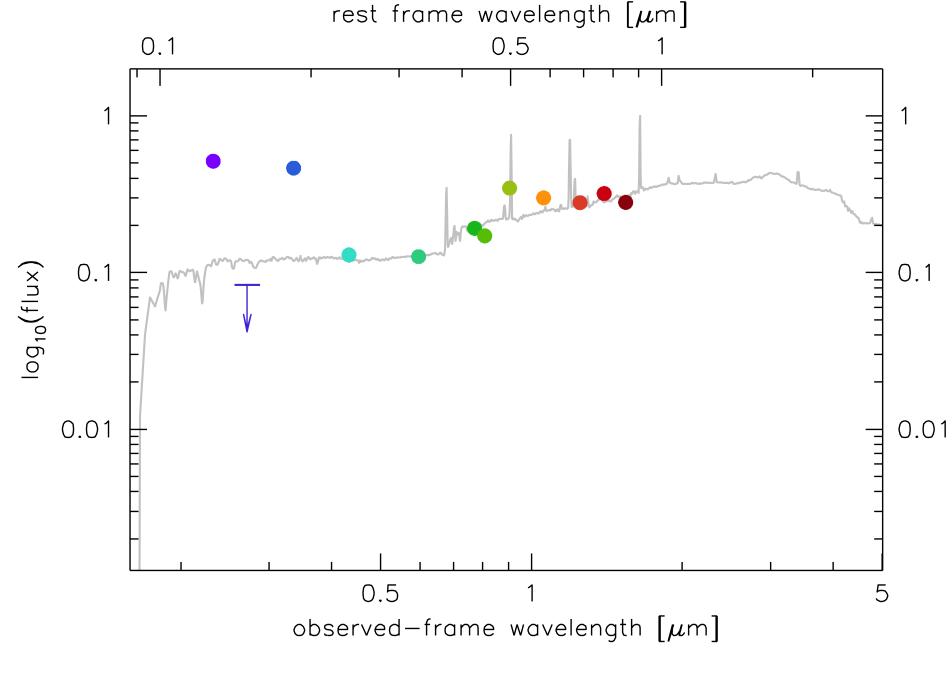 rest frame wavelength [μm]
0.1 0.5 1
1 1
0.1 0.1
0.01 0.01
log10(flux)
0.5 1 5
observed-frame wavelength [μm]